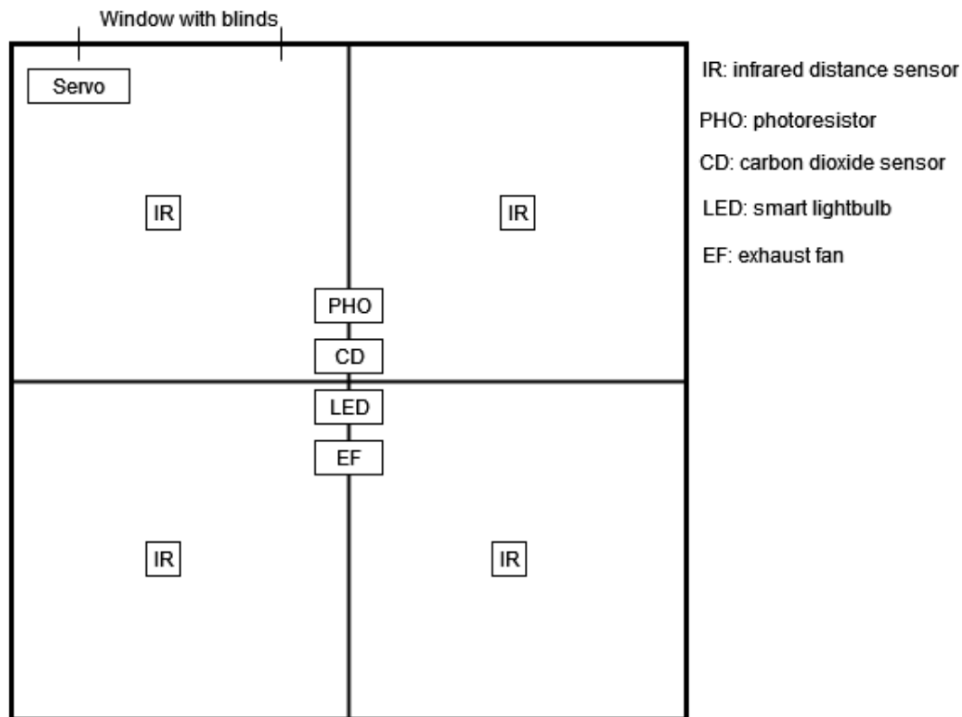 Window with blinds
Servo
IR: infrared distance sensor
PHO: photoresistor
CD: carbon dioxide sensor
LED: smart lightbulb
EF: exhaust fan
IR
IR
PHO
CD
LED
EF
IR
IR